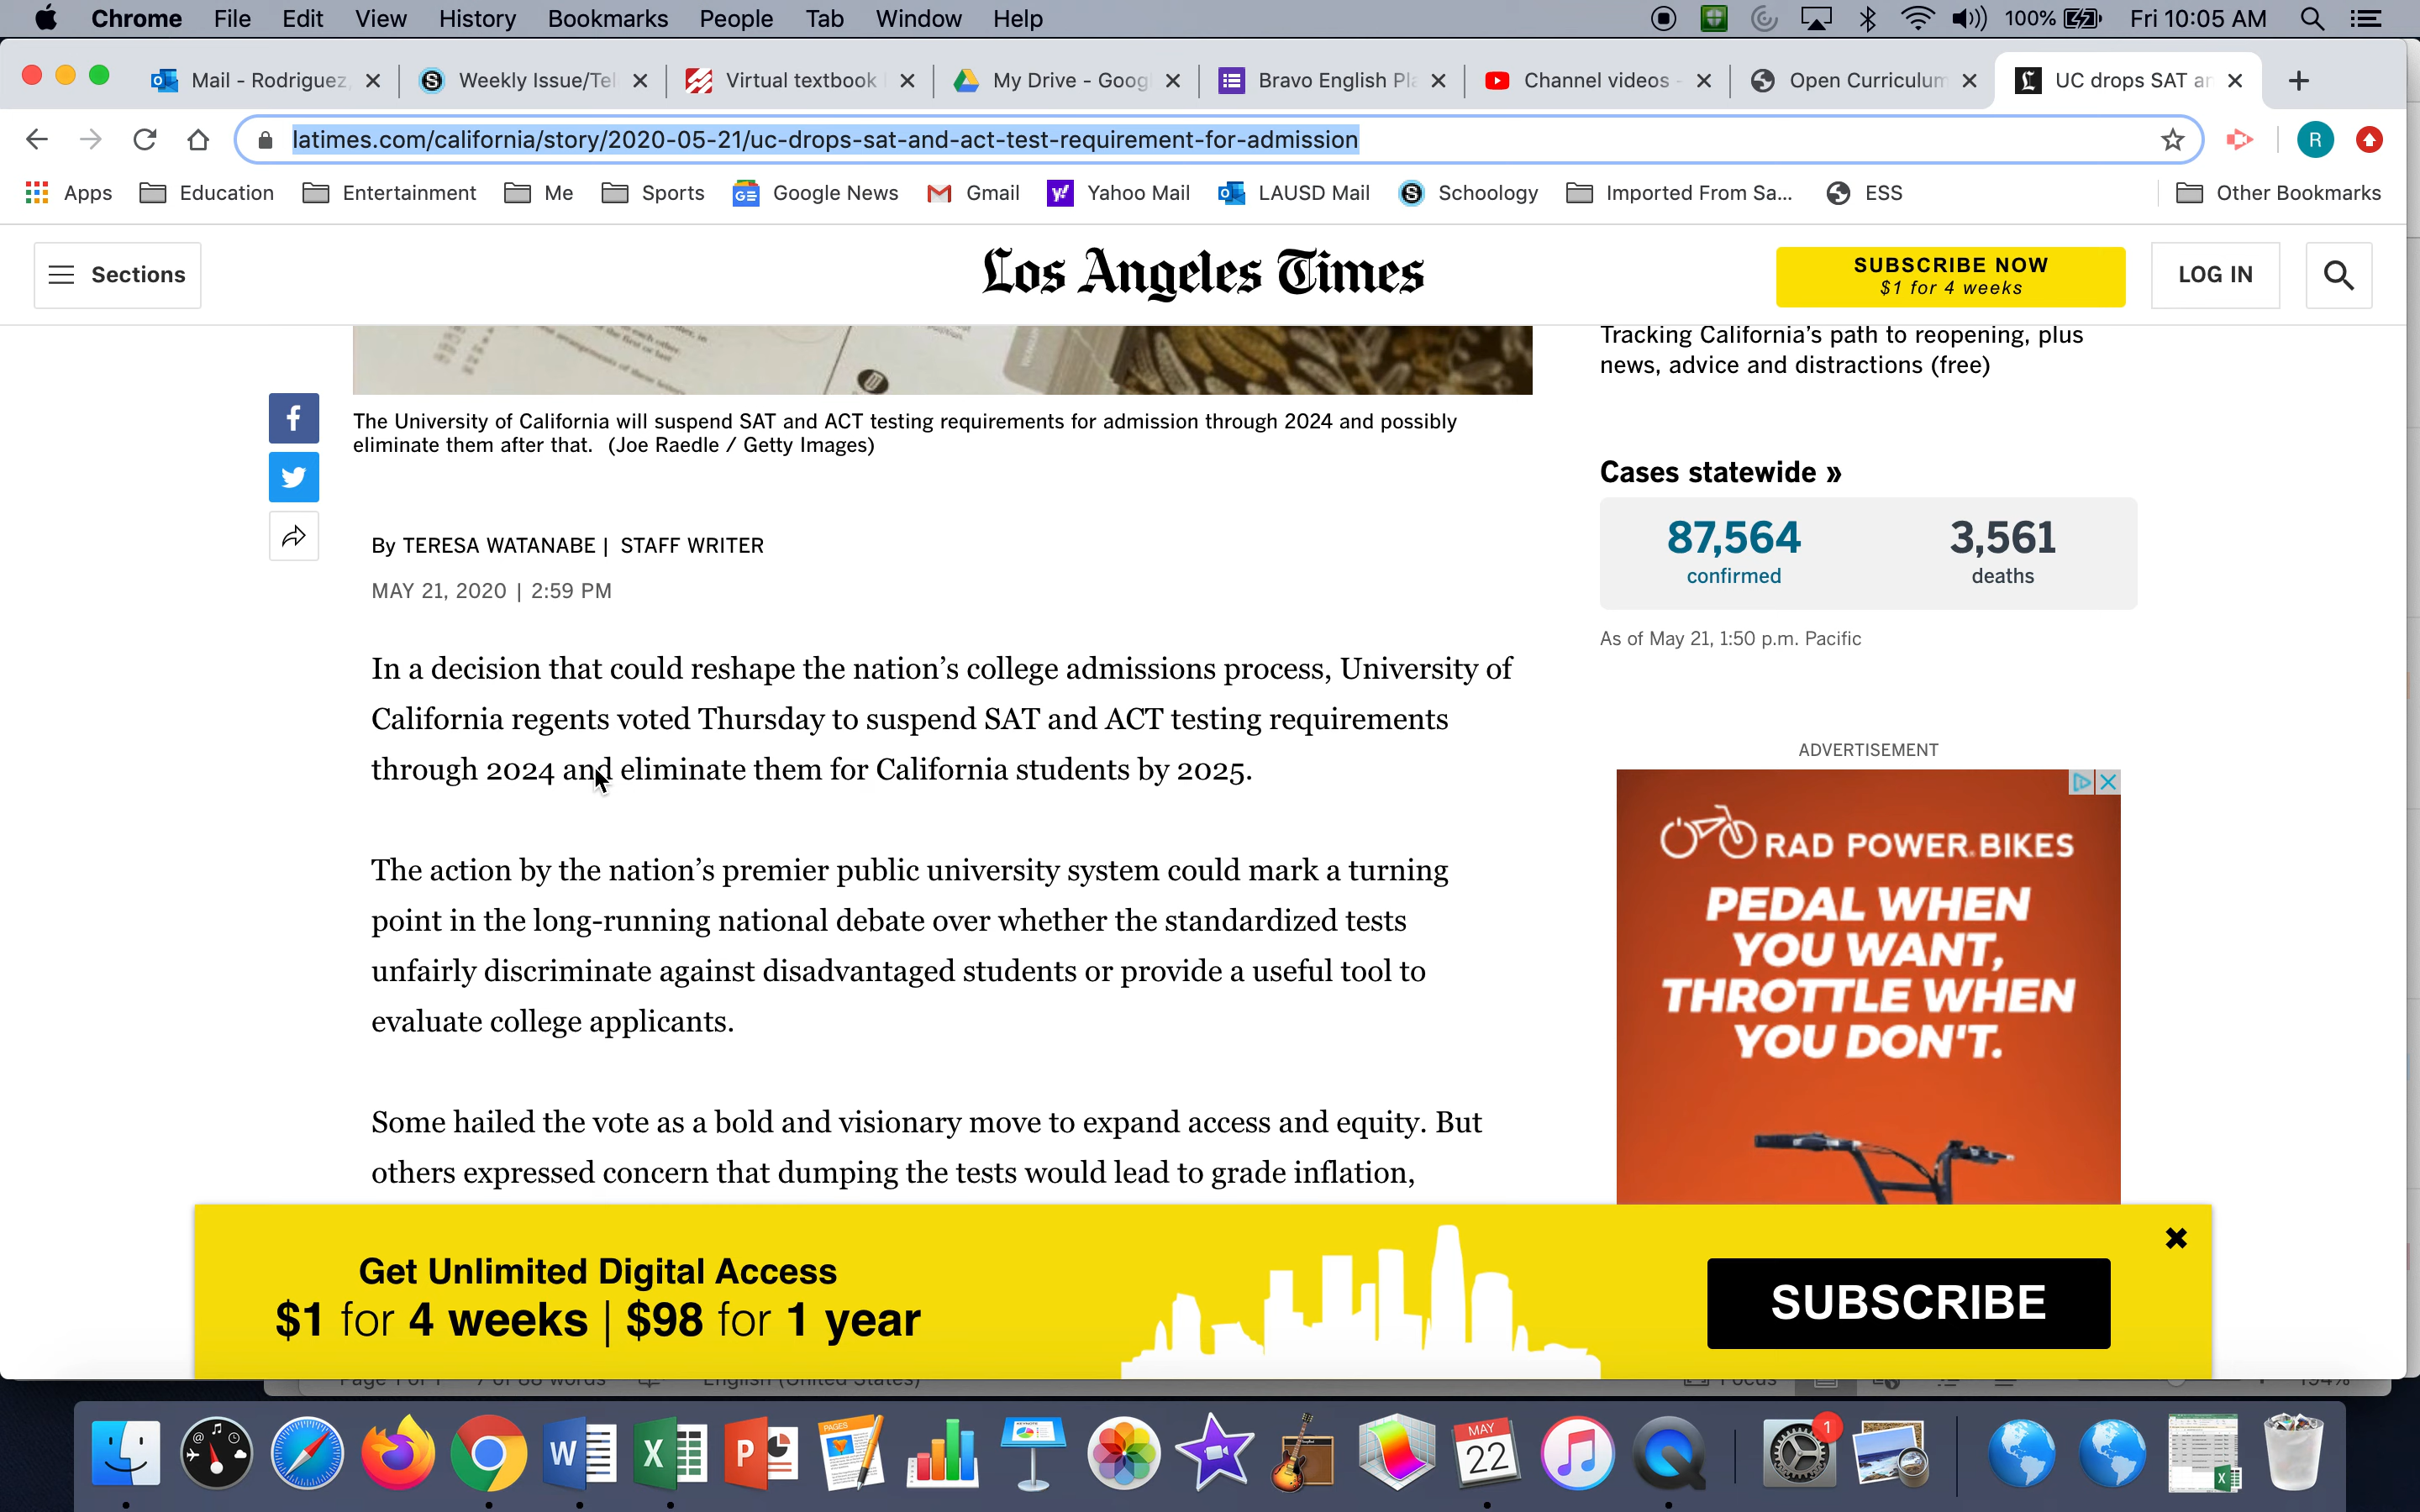 Chrome File Edit View History Bookmarks People Tab Window Help 100% Fri 10:05 AM
Mail - Rodriguez, Weekly Issue/Tel Virtual textbook My Drive - Goog Bravo English Pla Channel videos - Open Curriculum UC drops SAT an
latimes.com/california/story/2020-05-21/uc-drops-sat-and-act-test-requirement-for-admission R
Apps Education Entertainment Me Sports Google News Gmail Yahoo Mail LAUSD Mail Schoology Imported From Sa... ESS Other Bookmarks
Sections
Los Angeles Times
SUBSCRIBE NOW
$1 for 4 weeks
LOG IN
The University of California will suspend SAT and ACT testing requirements for admission through 2024 and possibly
eliminate them after that. (Joe Raedle / Getty Images)
By TERESA WATANABE | STAFF WRITER
MAY 21, 2020 | 2:59 PM
In a decision that could reshape the nation’s college admissions process, University of
California regents voted Thursday to suspend SAT and ACT testing requirements
through 2024 and eliminate them for California students by 2025.
The action by the nation’s premier public university system could mark a turning
point in the long-running national debate over whether the standardized tests
unfairly discriminate against disadvantaged students or provide a useful tool to
evaluate college applicants.
Some hailed the vote as a bold and visionary move to expand access and equity. But
others expressed concern that dumping the tests would lead to grade inflation,
Tracking California’s path to reopening, plus
news, advice and distractions (free)
Cases statewide »
87,564 3,561
confirmed deaths
As of May 21, 1:50 p.m. Pacific
ADVERTISEMENT
RAD POWER BIKES
PEDAL WHEN
YOU WANT,
THROTTLE WHEN
YOU DON'T.
Get Unlimited Digital Access
$1 for 4 weeks | $98 for 1 year
SUBSCRIBE
PAGES
MAY
22
1